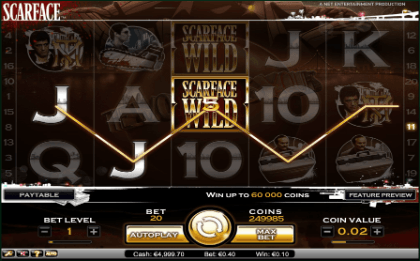 SCARFACE
A NET ENTERTAINMENT PRODUCTION
SCARFACE
WILD
J K
SCARFACE
5
WILD
J A 10
Q J 10
PAYTABLE WIN UP TO 60 000 COINS FEATURE PREVIEW
BET LEVEL BET COINS COIN VALUE
20 249985
- 1 + AUTOPLAY MAX BET - 0.02 +
Cash: €4,999.70 Bet: €0.40 Win: €0.10